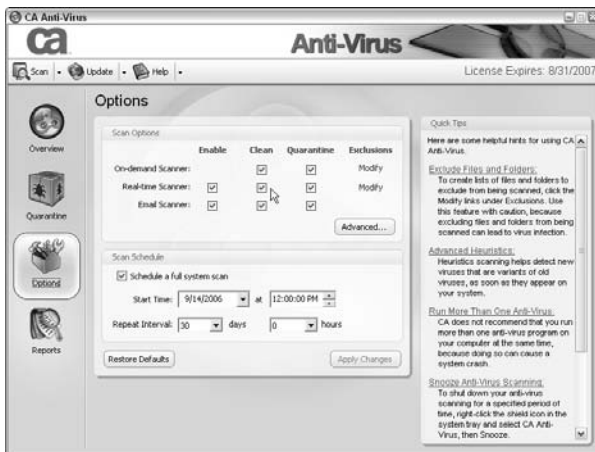 CA Anti-Virus
ca
Anti-Virus
Scan
Update
Help
License Expires: 8/31/2007
Overview
Quarantine
Options
Reports
Options
Scan Options
Enable Clean Quarantine Exclusions
On-demand Scanner: Modify
Real-time Scanner: Modify
Email Scanner:
Advanced...
Scan Schedule
Schedule a full system scan
Start Time: 9/14/2006 at 12:00:00 PM
Repeat Interval: 30 days 0 hours
Restore Defaults
Apply Changes
Quick Tips
Here are some helpful hints for using CA
Anti-Virus.
Exclude Files and Folders:
To create lists of files and folders to
exclude from being scanned, click the
Modify links under Exclusions. Use
this feature with caution, because
excluding files and folders from being
scanned can lead to virus infection.
Advanced Heuristics:
Heuristics scanning helps detect new
viruses that are variants of old
viruses, as soon as they appear on
your system.
Run More Than One Anti-Virus:
CA does not recommend that you run
more than one anti-virus program on
your computer at the same time,
because doing so can cause a
system crash.
Snooze Anti-Virus Scanning:
To shut down your anti-virus
scanning for a specified period of
time, right-click the shield icon in the
system tray and select CA Anti-
Virus, then Snooze.